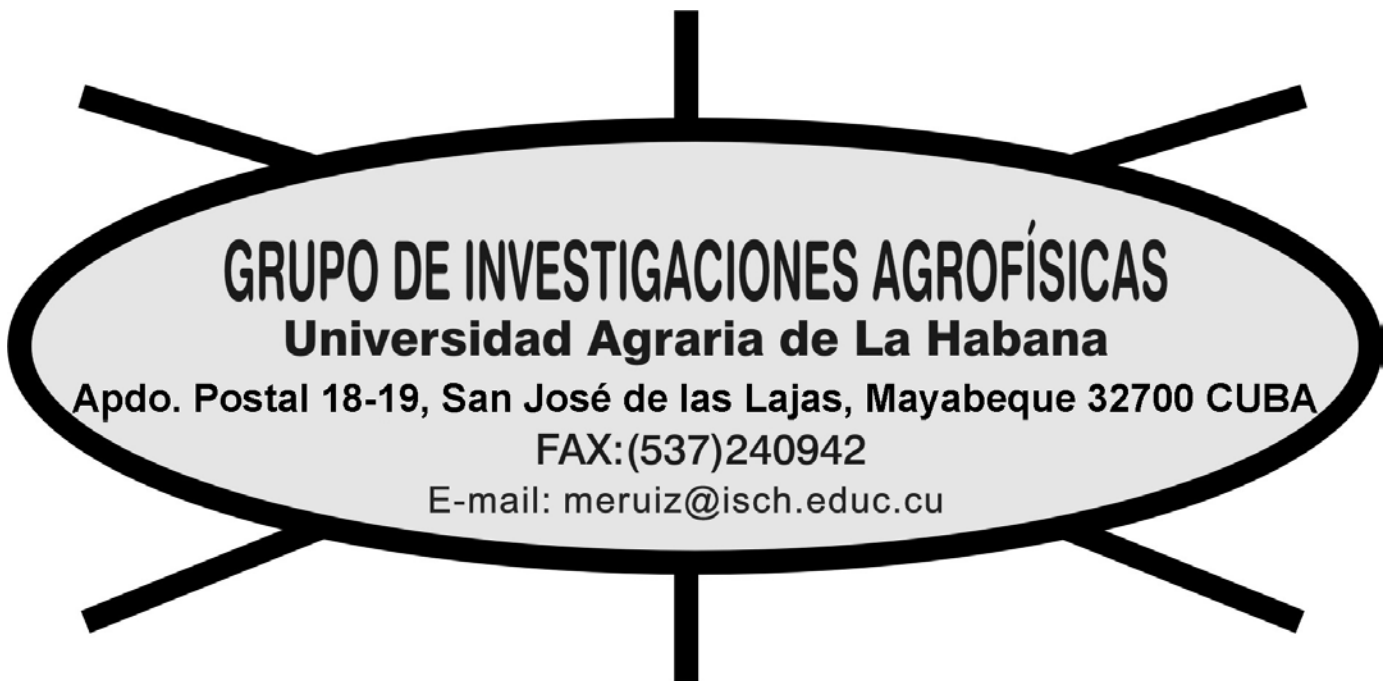 GRUPO DE INVESTIGACIONES AGROFÍSICAS
Universidad Agraria de La Habana
Apdo. Postal 18-19, San José de las Lajas, Mayabeque 32700 CUBA
FAX:(537)240942
E-mail: meruiz@isch.educ.cu